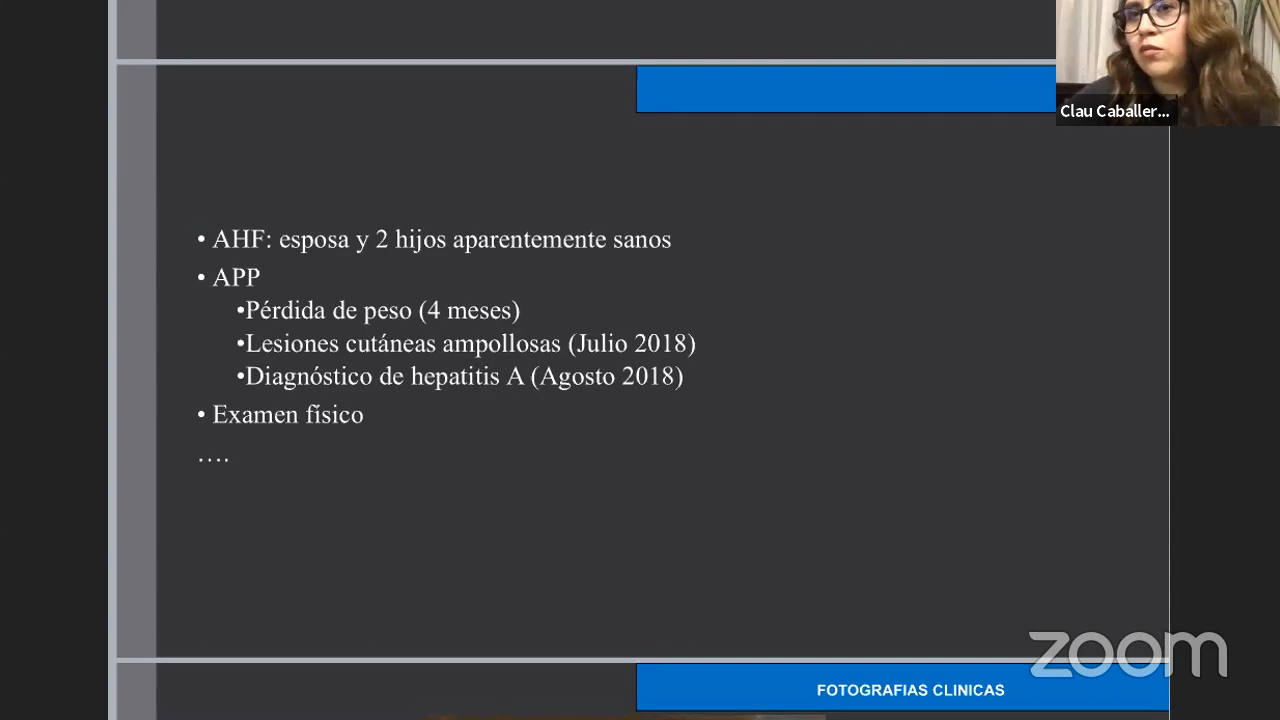 Clau Caballer...
• AHF: esposa y 2 hijos aparentemente sanos
• APP
•Pérdida de peso (4 meses)
•Lesiones cutáneas ampollosas (Julio 2018)
•Diagnóstico de hepatitis A (Agosto 2018)
• Examen físico
….
zoom
FOTOGRAFIAS CLINICAS